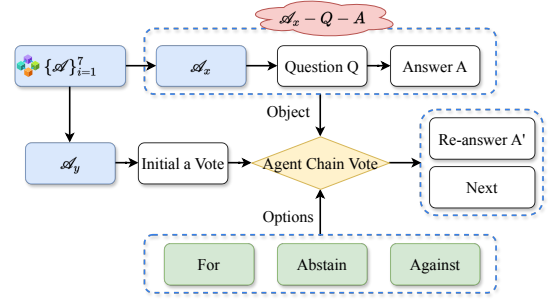 𝒜ₓ − Q − A
{𝒜}⁷ᵢ₌₁
𝒜ₓ
Question Q
Answer A
Object
Re-answer A'
𝒜ᵧ
Initial a Vote
Agent Chain Vote
Next
Options
For
Abstain
Against